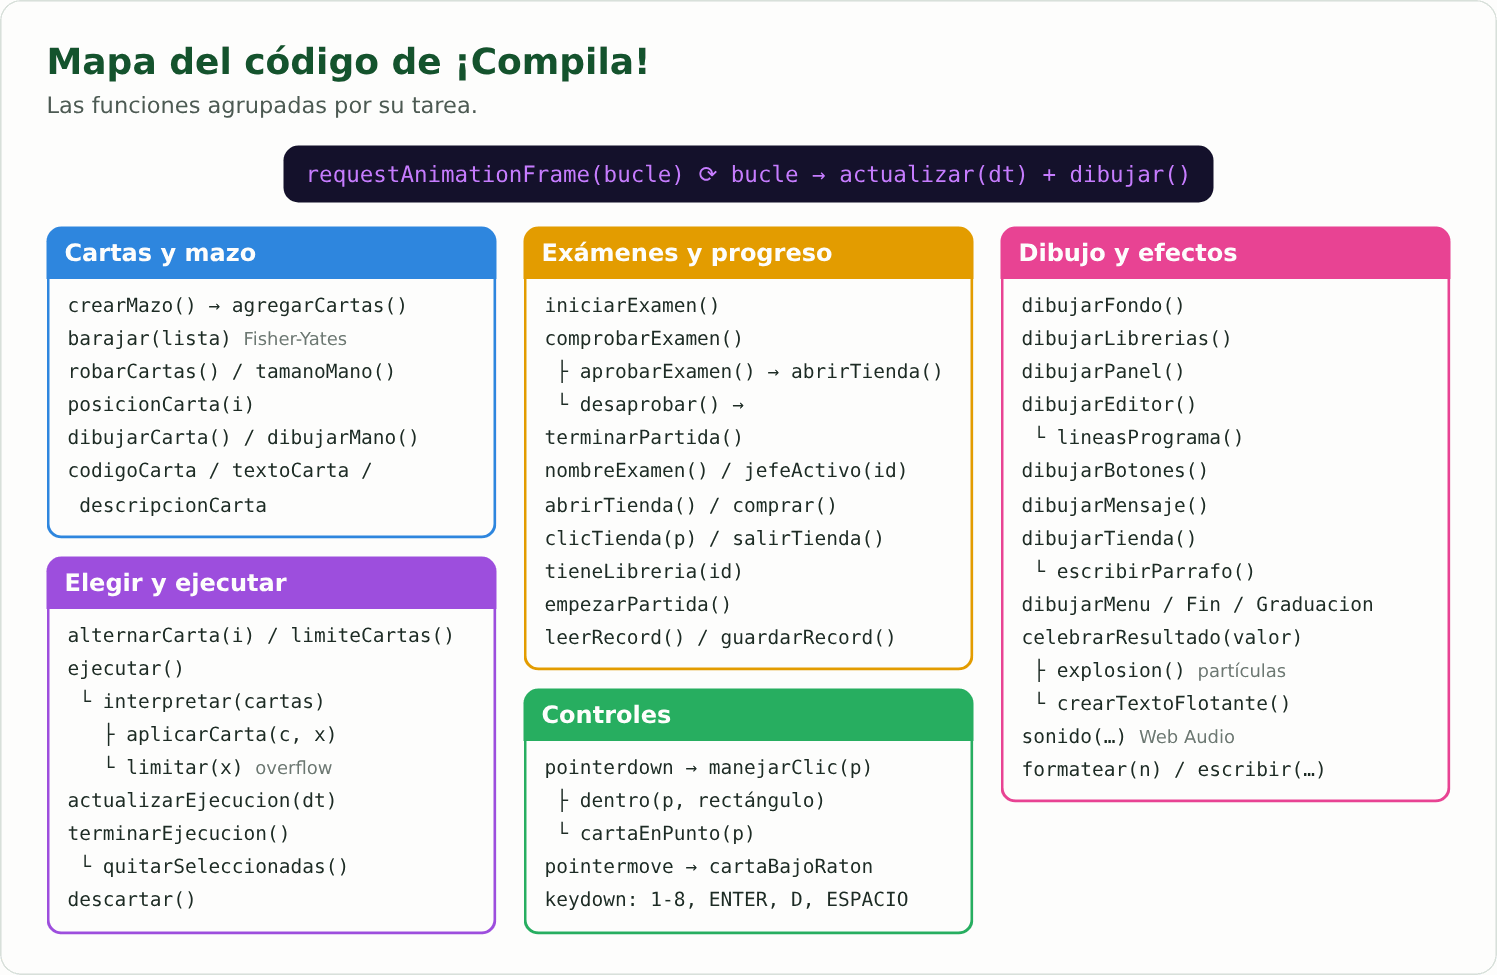 Mapa del código de ¡Compila!
Las funciones agrupadas por su tarea.
requestAnimationFrame(bucle) ⟳ bucle → actualizar(dt) + dibujar()
Cartas y mazo
crearMazo() → agregarCartas()
barajar(lista) Fisher-Yates
robarCartas() / tamanoMano()
posicionCarta(i)
dibujarCarta() / dibujarMano()
codigoCarta / textoCarta /
descripcionCarta
Elegir y ejecutar
alternarCarta(i) / limiteCartas()
ejecutar()
└ interpretar(cartas)
├ aplicarCarta(c, x)
└ limitar(x) overflow
actualizarEjecucion(dt)
terminarEjecucion()
└ quitarSeleccionadas()
descartar()
Exámenes y progreso
iniciarExamen()
comprobarExamen()
├ aprobarExamen() → abrirTienda()
└ desaprobar() →
terminarPartida()
nombreExamen() / jefeActivo(id)
abrirTienda() / comprar()
clicTienda(p) / salirTienda()
tieneLibreria(id)
empezarPartida()
leerRecord() / guardarRecord()
Controles
pointerdown → manejarClic(p)
├ dentro(p, rectángulo)
└ cartaEnPunto(p)
pointermove → cartaBajoRaton
keydown: 1-8, ENTER, D, ESPACIO
Dibujo y efectos
dibujarFondo()
dibujarLibrerias()
dibujarPanel()
dibujarEditor()
└ lineasPrograma()
dibujarBotones()
dibujarMensaje()
dibujarTienda()
└ escribirParrafo()
dibujarMenu / Fin / Graduacion
celebrarResultado(valor)
├ explosion() partículas
└ crearTextoFlotante()
sonido(…) Web Audio
formatear(n) / escribir(…)